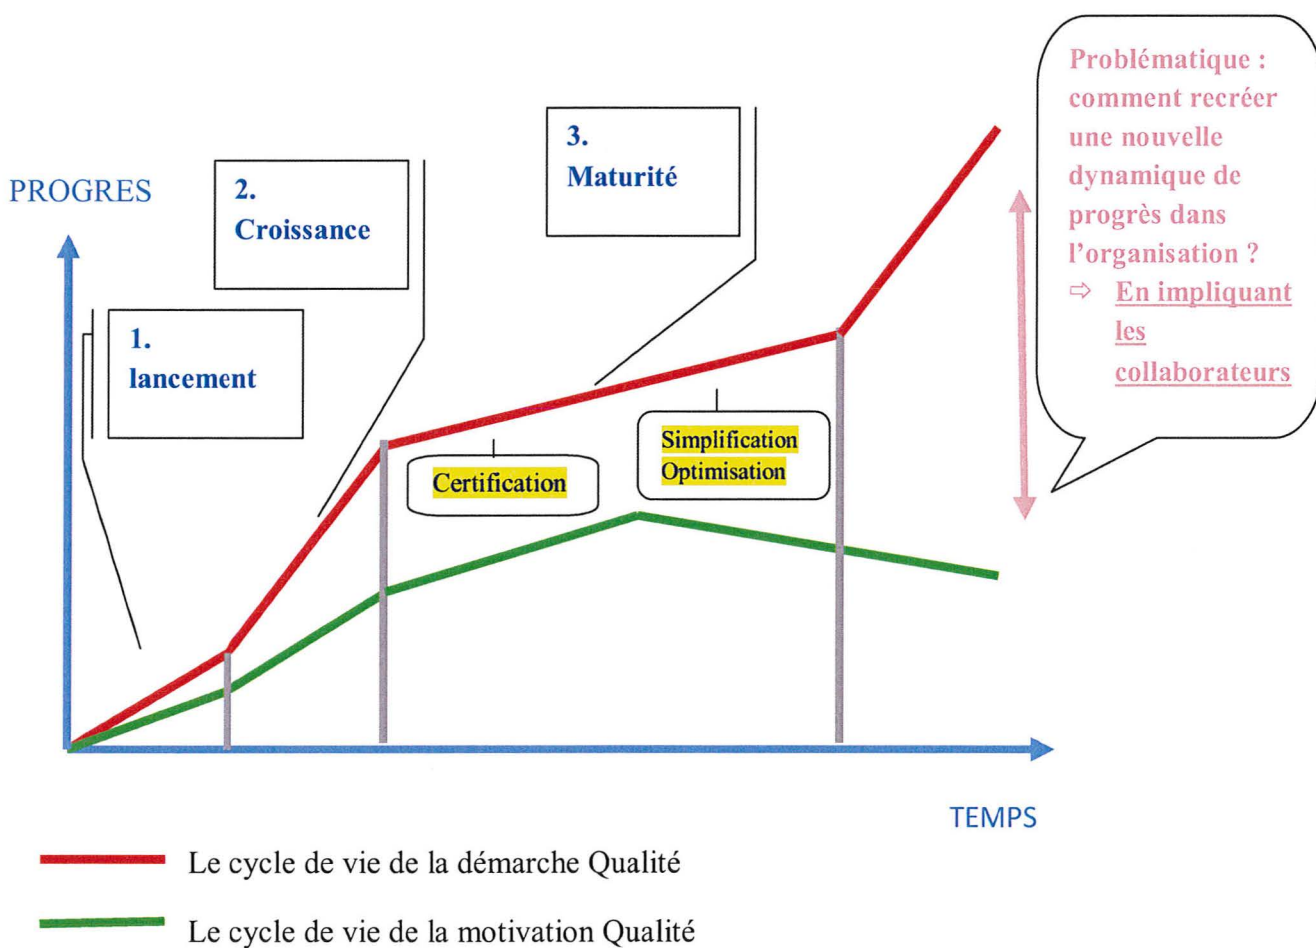 Problématique :
comment recréer
une nouvelle
dynamique de
progrès dans
l’organisation ?
⇨ En impliquant
les
collaborateurs
3.
Maturité
2.
Croissance
PROGRES
1.
lancement
Simplification
Optimisation
Certification
TEMPS
Le cycle de vie de la démarche Qualité
Le cycle de vie de la motivation Qualité